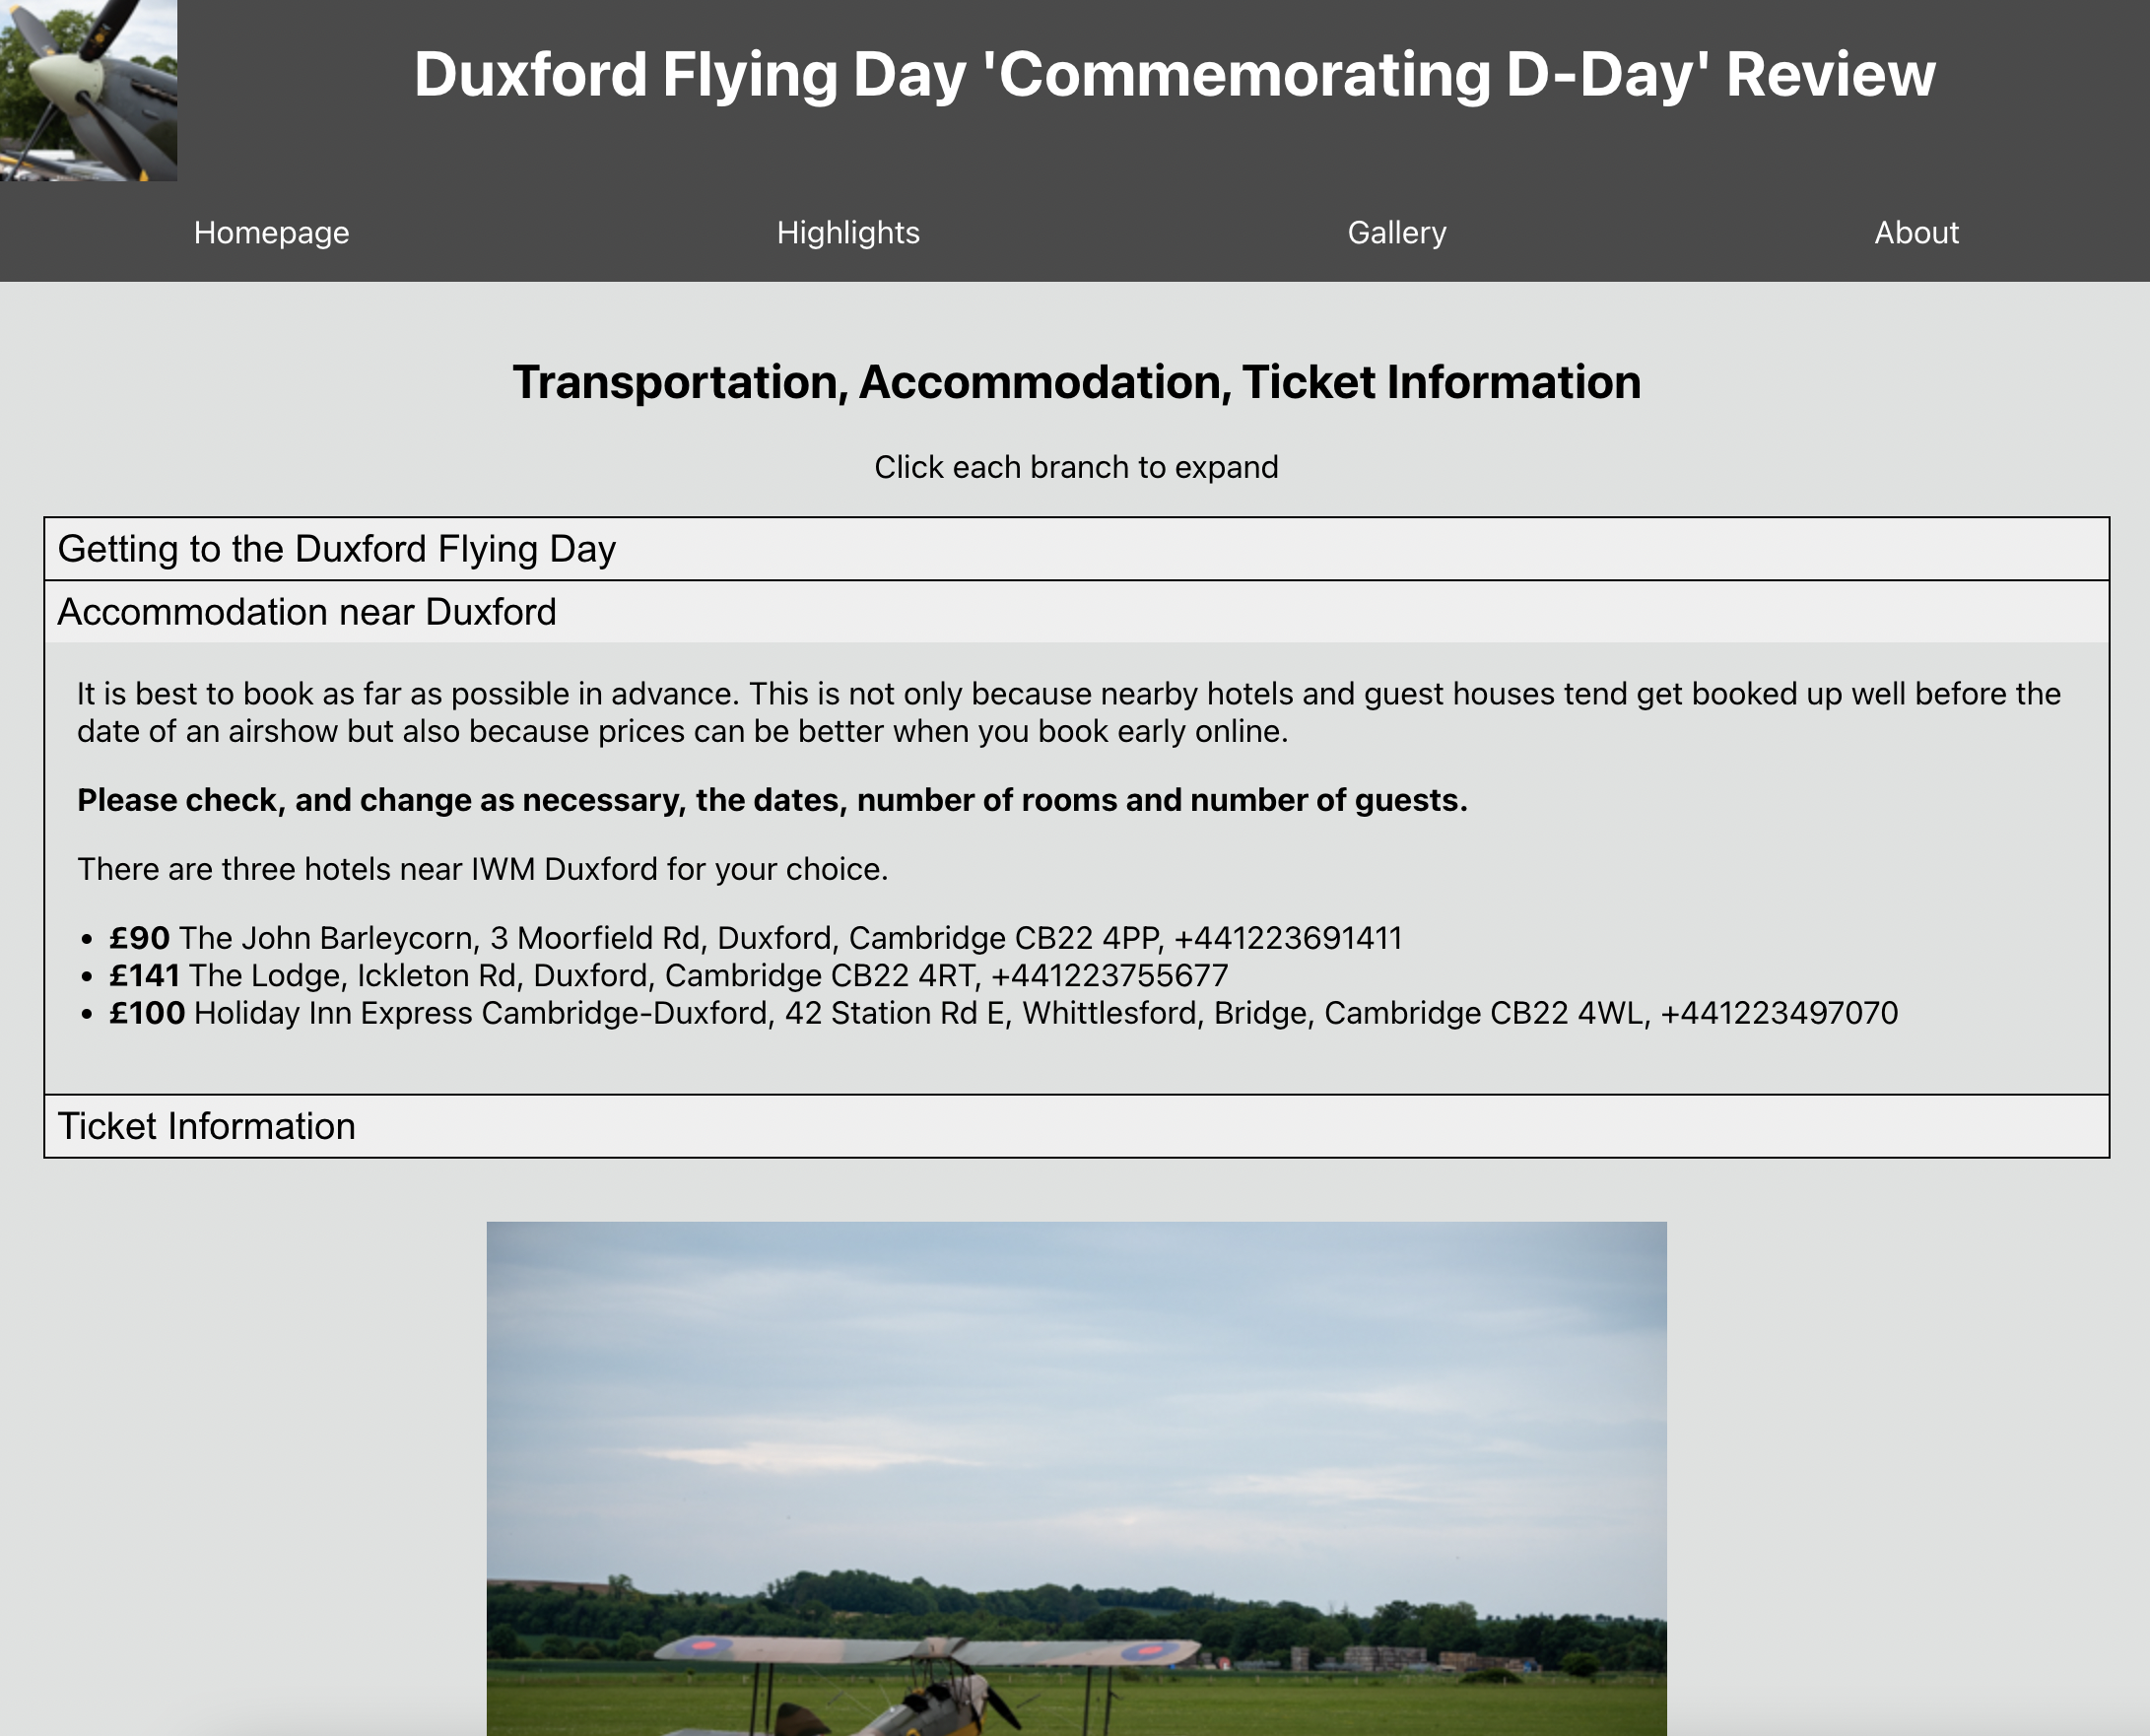 Duxford Flying Day 'Commemorating D-Day' Review
Homepage Highlights Gallery About
Transportation, Accommodation, Ticket Information
Click each branch to expand
Getting to the Duxford Flying Day
Accommodation near Duxford
It is best to book as far as possible in advance. This is not only because nearby hotels and guest houses tend get booked up well before the
date of an airshow but also because prices can be better when you book early online.
Please check, and change as necessary, the dates, number of rooms and number of guests.
There are three hotels near IWM Duxford for your choice.
• £90 The John Barleycorn, 3 Moorfield Rd, Duxford, Cambridge CB22 4PP, +441223691411
• £141 The Lodge, Ickleton Rd, Duxford, Cambridge CB22 4RT, +441223755677
• £100 Holiday Inn Express Cambridge-Duxford, 42 Station Rd E, Whittlesford, Bridge, Cambridge CB22 4WL, +441223497070
Ticket Information